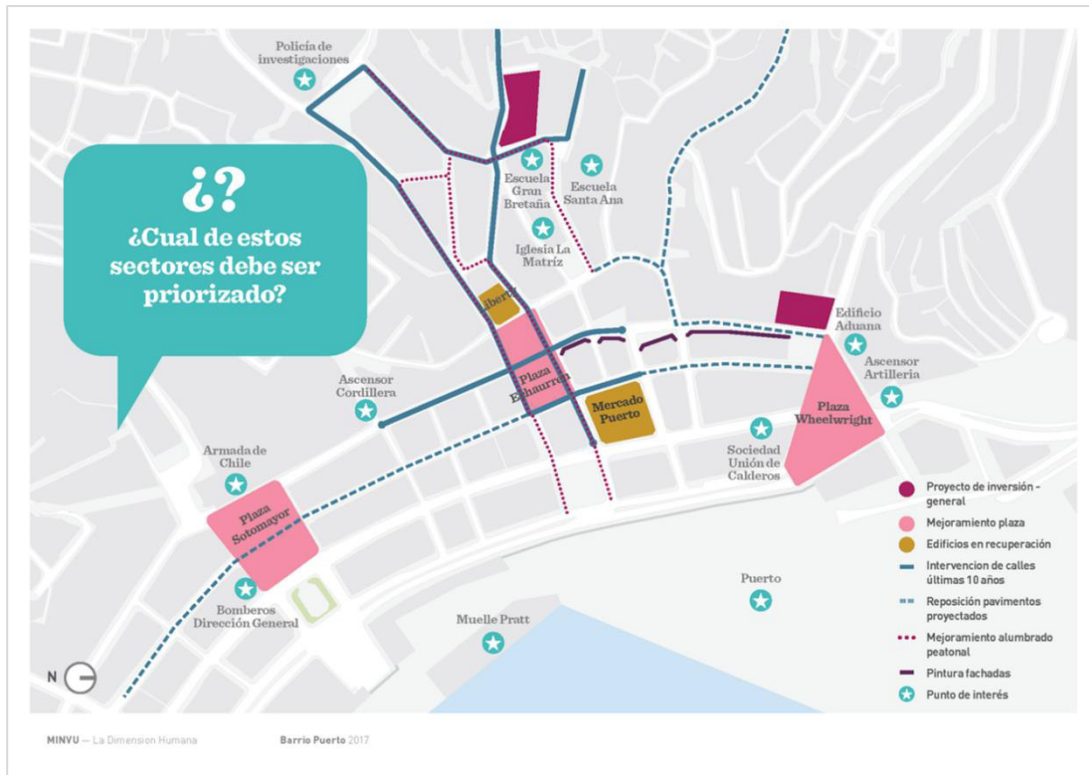 Policía de
investigaciones
¿?
¿Cual de estos
sectores debe ser
priorizado?
Escuela
Gran
Bretaña
Escuela
Santa Ana
Iglesia La
Matríz
Liberty
Edificio
Aduana
Ascensor
Artillería
Ascensor
Cordillera
Plaza
Echaurren
Mercado
Puerto
Plaza
Wheelwright
Sociedad
Unión de
Calderos
Armada de
Chile
Plaza
Sotomayor
Bomberos
Dirección General
Muelle Pratt
Puerto
Proyecto de inversión -
general
Mejoramiento plaza
Edificios en recuperación
Intervencion de calles
últimas 10 años
Reposición pavimentos
proyectados
Mejoramiento alumbrado
peatonal
Pintura fachadas
Punto de interés
N
MINVU — La Dimension Humana
Barrio Puerto 2017